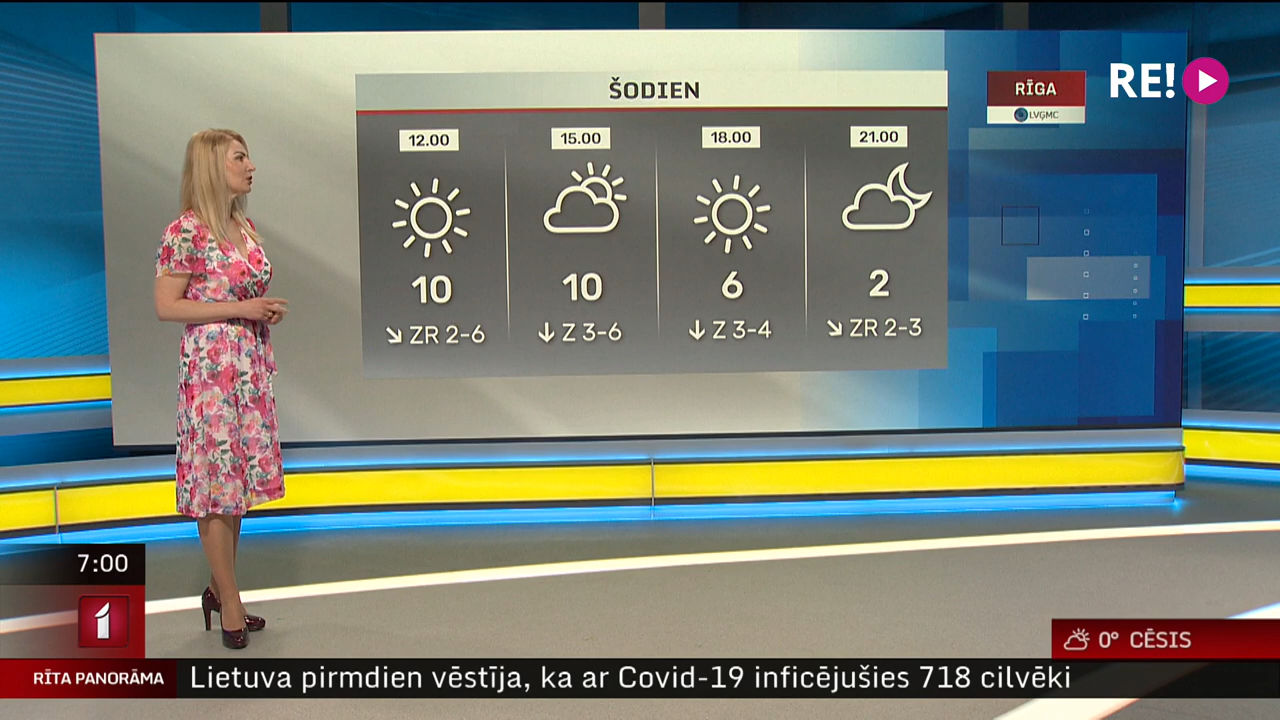 ŠODIEN
RĪGA
LVĢMC
RE!
12.00
15.00
18.00
21.00
10
10
6
2
ZR 2-6
Z 3-6
Z 3-4
ZR 2-3
7:00
1
0° CĒSIS
RĪTA PANORĀMA
Lietuva pirmdien vēstīja, ka ar Covid-19 inficējušies 718 cilvēki